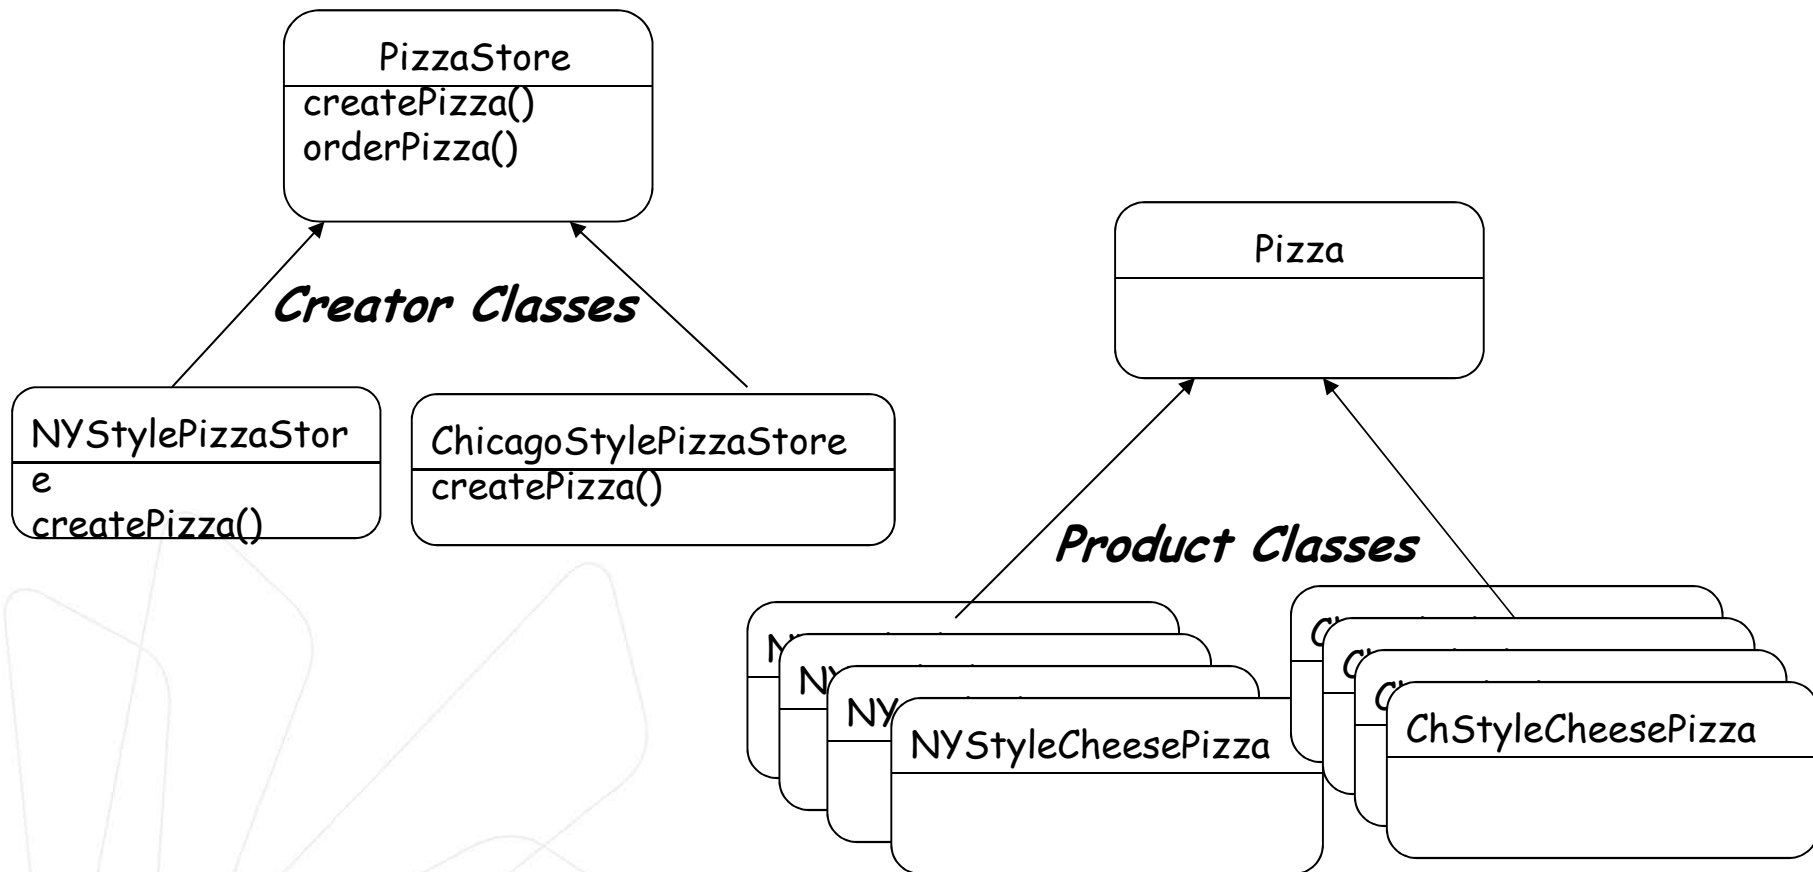 PizzaStore
createPizza()
orderPizza()
Creator Classes
NYStylePizzaStor
e
createPizza()
ChicagoStylePizzaStore
createPizza()
Pizza
Product Classes
NYStyleCheesePizza
ChStyleCheesePizza